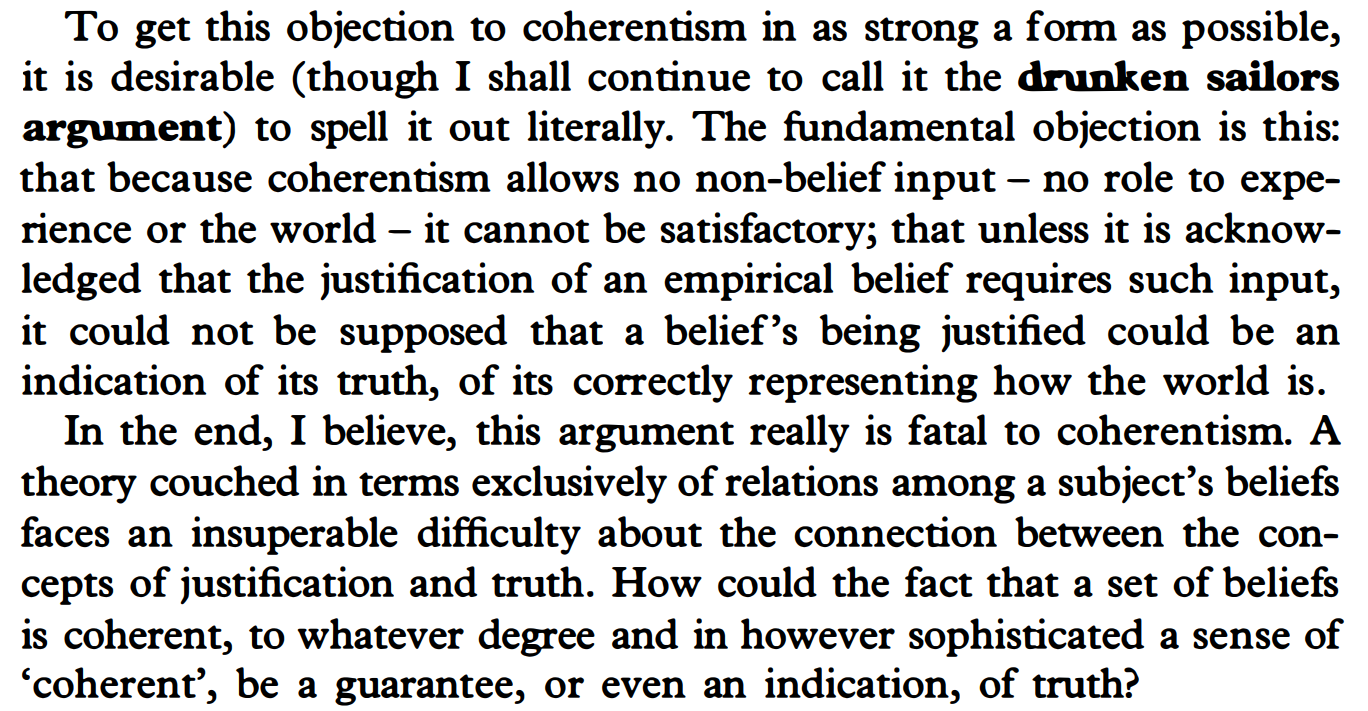 To get this objection to coherentism in as strong a form as possible,
it is desirable (though I shall continue to call it the drunken sailors
argument) to spell it out literally. The fundamental objection is this:
that because coherentism allows no non-belief input – no role to expe-
rience or the world – it cannot be satisfactory; that unless it is acknow-
ledged that the justification of an empirical belief requires such input,
it could not be supposed that a belief’s being justified could be an
indication of its truth, of its correctly representing how the world is.
In the end, I believe, this argument really is fatal to coherentism. A
theory couched in terms exclusively of relations among a subject’s beliefs
faces an insuperable difficulty about the connection between the con-
cepts of justification and truth. How could the fact that a set of beliefs
is coherent, to whatever degree and in however sophisticated a sense of
‘coherent’, be a guarantee, or even an indication, of truth?